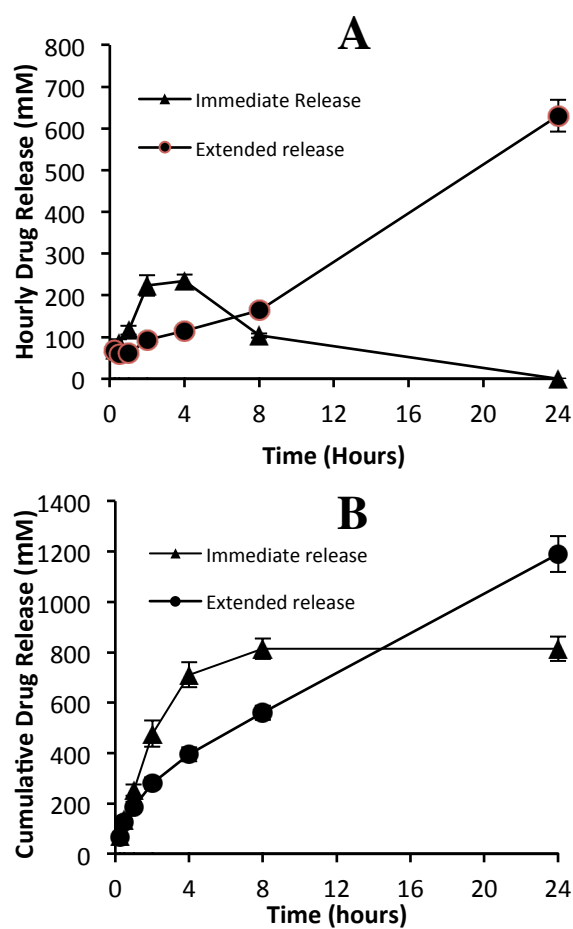 A
Hourly Drug Release (mM)
800
700
600
500
400
300
200
100
0
Immediate Release
Extended release
0 4 8 12 16 20 24
Time (Hours)
B
Cumulative Drug Release (mM)
1400
1200
1000
800
600
400
200
0
Immediate release
Extended release
0 4 8 12 16 20 24
Time (hours)